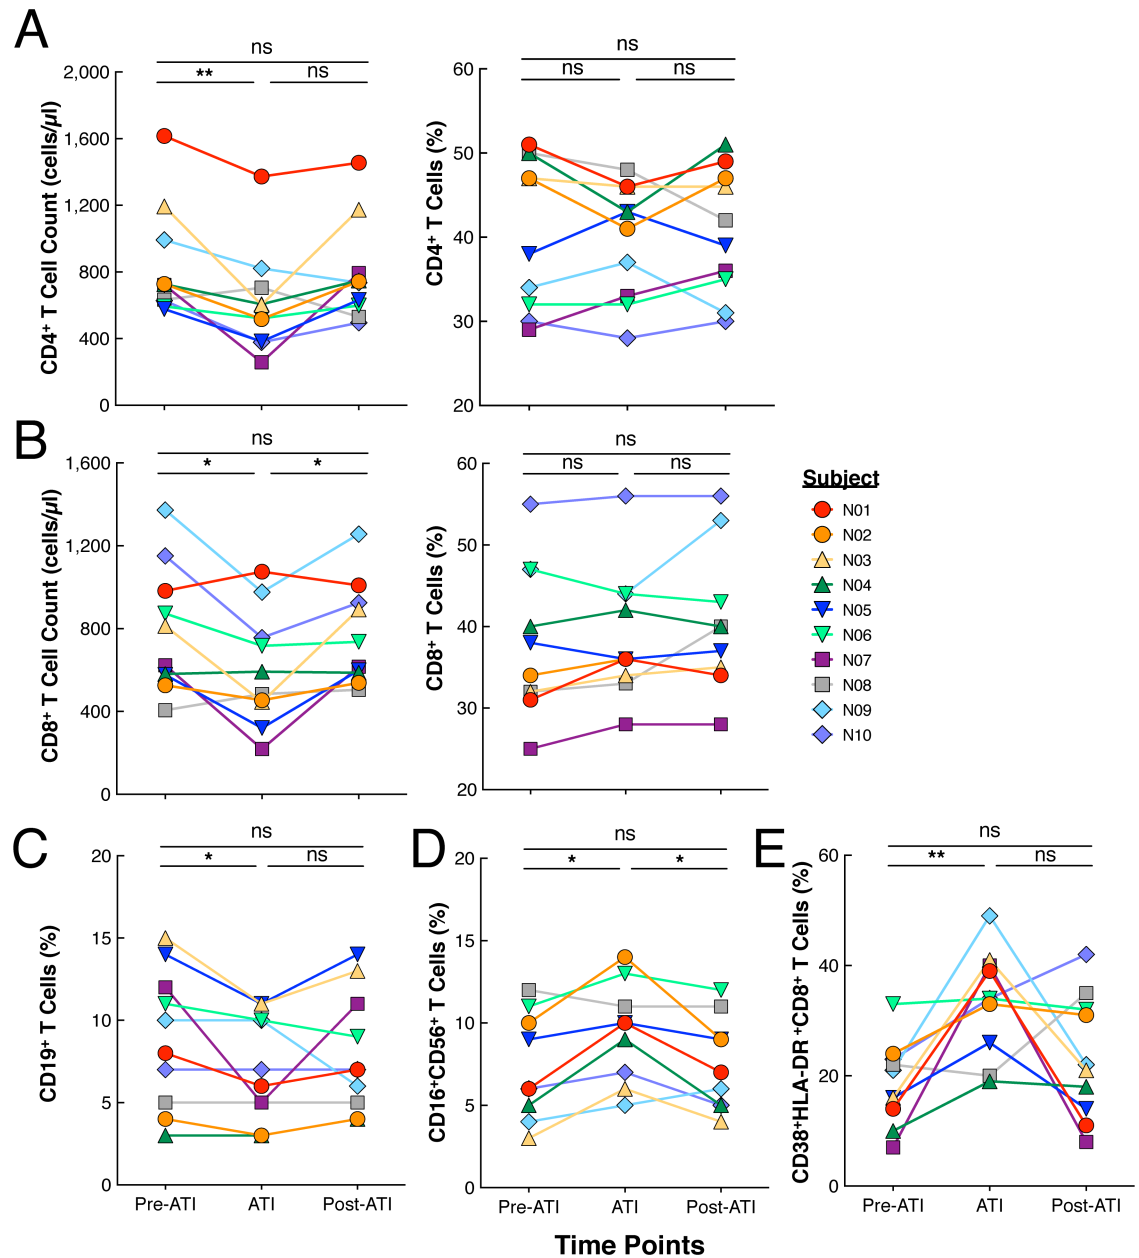 A
ns
** ns
2,000
1,600
1,200
800
400
0
CD4⁺ T Cell Count (cells/µl)
ns
ns ns
60
50
40
30
20
CD4⁺ T Cells (%)
B
ns
* *
1,600
1,200
800
400
0
CD8⁺ T Cell Count (cells/µl)
ns
ns ns
60
50
40
30
20
CD8⁺ T Cells (%)
Subject
N01
N02
N03
N04
N05
N06
N07
N08
N09
N10
C
ns
* ns
20
15
10
5
0
CD19⁺ T Cells (%)
Pre-ATI ATI Post-ATI
D
ns
* *
20
15
10
5
0
CD16⁺CD56⁺ T Cells (%)
Pre-ATI ATI Post-ATI
E
ns
** ns
60
40
20
0
CD38⁺HLA-DR ⁺CD8⁺ T Cells (%)
Pre-ATI ATI Post-ATI
Time Points